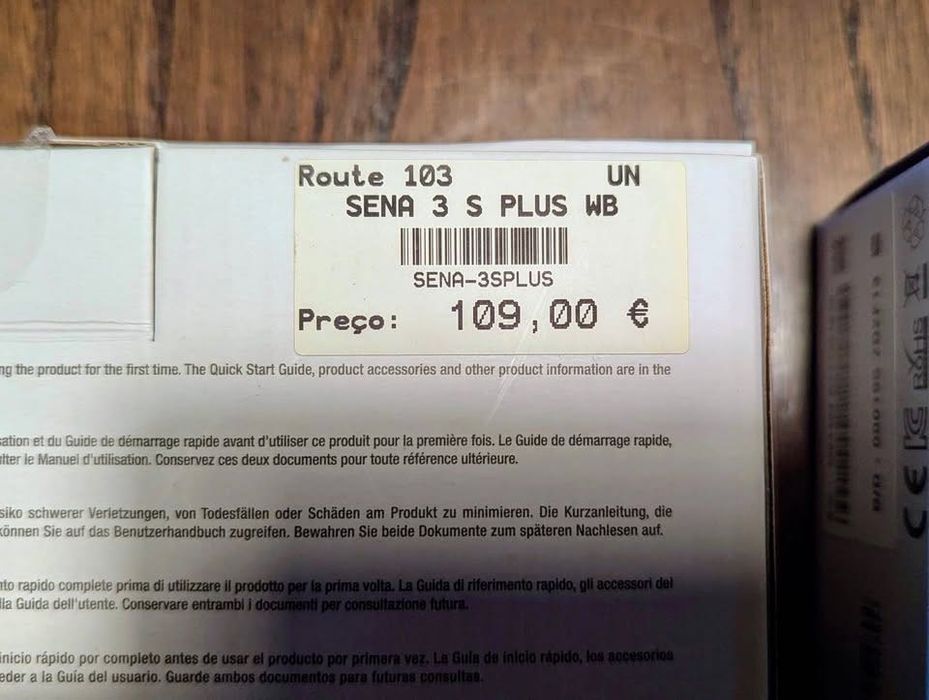 Route 103 UN
SENA 3 S PLUS WB
SENA-3SPLUS
Preço: 109,00 €
ng the product for the first time. The Quick Start Guide, product accessories and other product information are in the
sation et du Guide de démarrage rapide avant d'utiliser ce produit pour la première fois. Le Guide de démarrage rapide,
ulter le Manuel d'utilisation. Conservez ces deux documents pour toute référence ultérieure.
siko schwerer Verletzungen, von Todesfällen oder Schäden am Produkt zu minimieren. Die Kurzanleitung, die
können Sie auf das Benutzerhandbuch zugreifen. Bewahren Sie beide Dokumente zum späteren Nachlesen auf.
nto rapido complete prima di utilizzare il prodotto per la prima volta. La Guida di riferimento rapido, gli accessori del
lla Guida dell'utente. Conservare entrambi i documenti per consultazione futura.
inicio rápido por completo antes de usar el producto por primera vez. La Guía de inicio rápido, los accesorios
eder a la Guía del usuario. Guarde ambos documentos para futuras consultas.
RoHS
CE